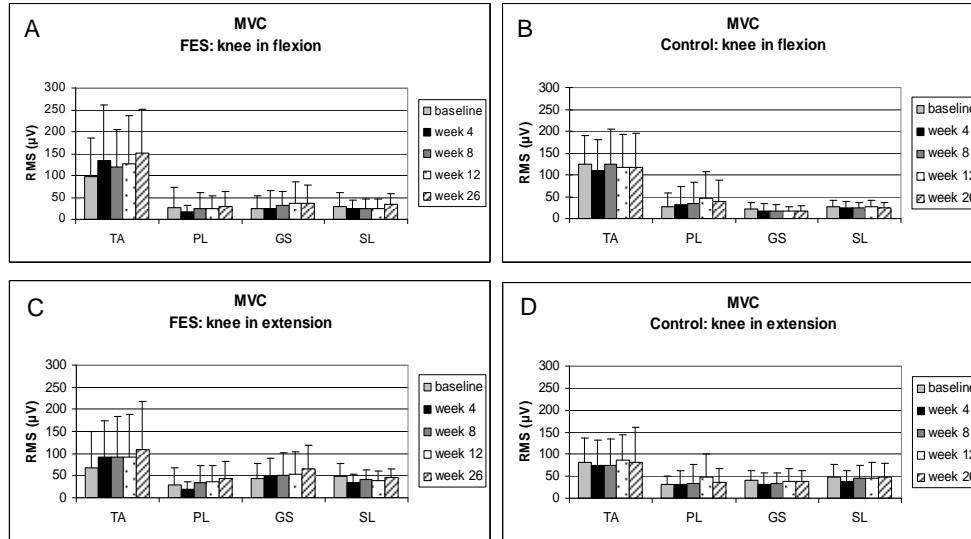 A
MVC
FES: knee in flexion
RMS (µV)
300
250
200
150
100
50
0
TA PL GS SL
baseline
week 4
week 8
week 12
week 26
B
MVC
Control: knee in flexion
RMS (µV)
300
250
200
150
100
50
0
TA PL GS SL
baseline
week 4
week 8
week 12
week 26
C
MVC
FES: knee in extension
RMS (µV)
300
250
200
150
100
50
0
TA PL GS SL
baseline
week 4
week 8
week 12
week 26
D
MVC
Control: knee in extension
RMS (µV)
300
250
200
150
100
50
0
TA PL GS SL
baseline
week 4
week 8
week 12
week 26